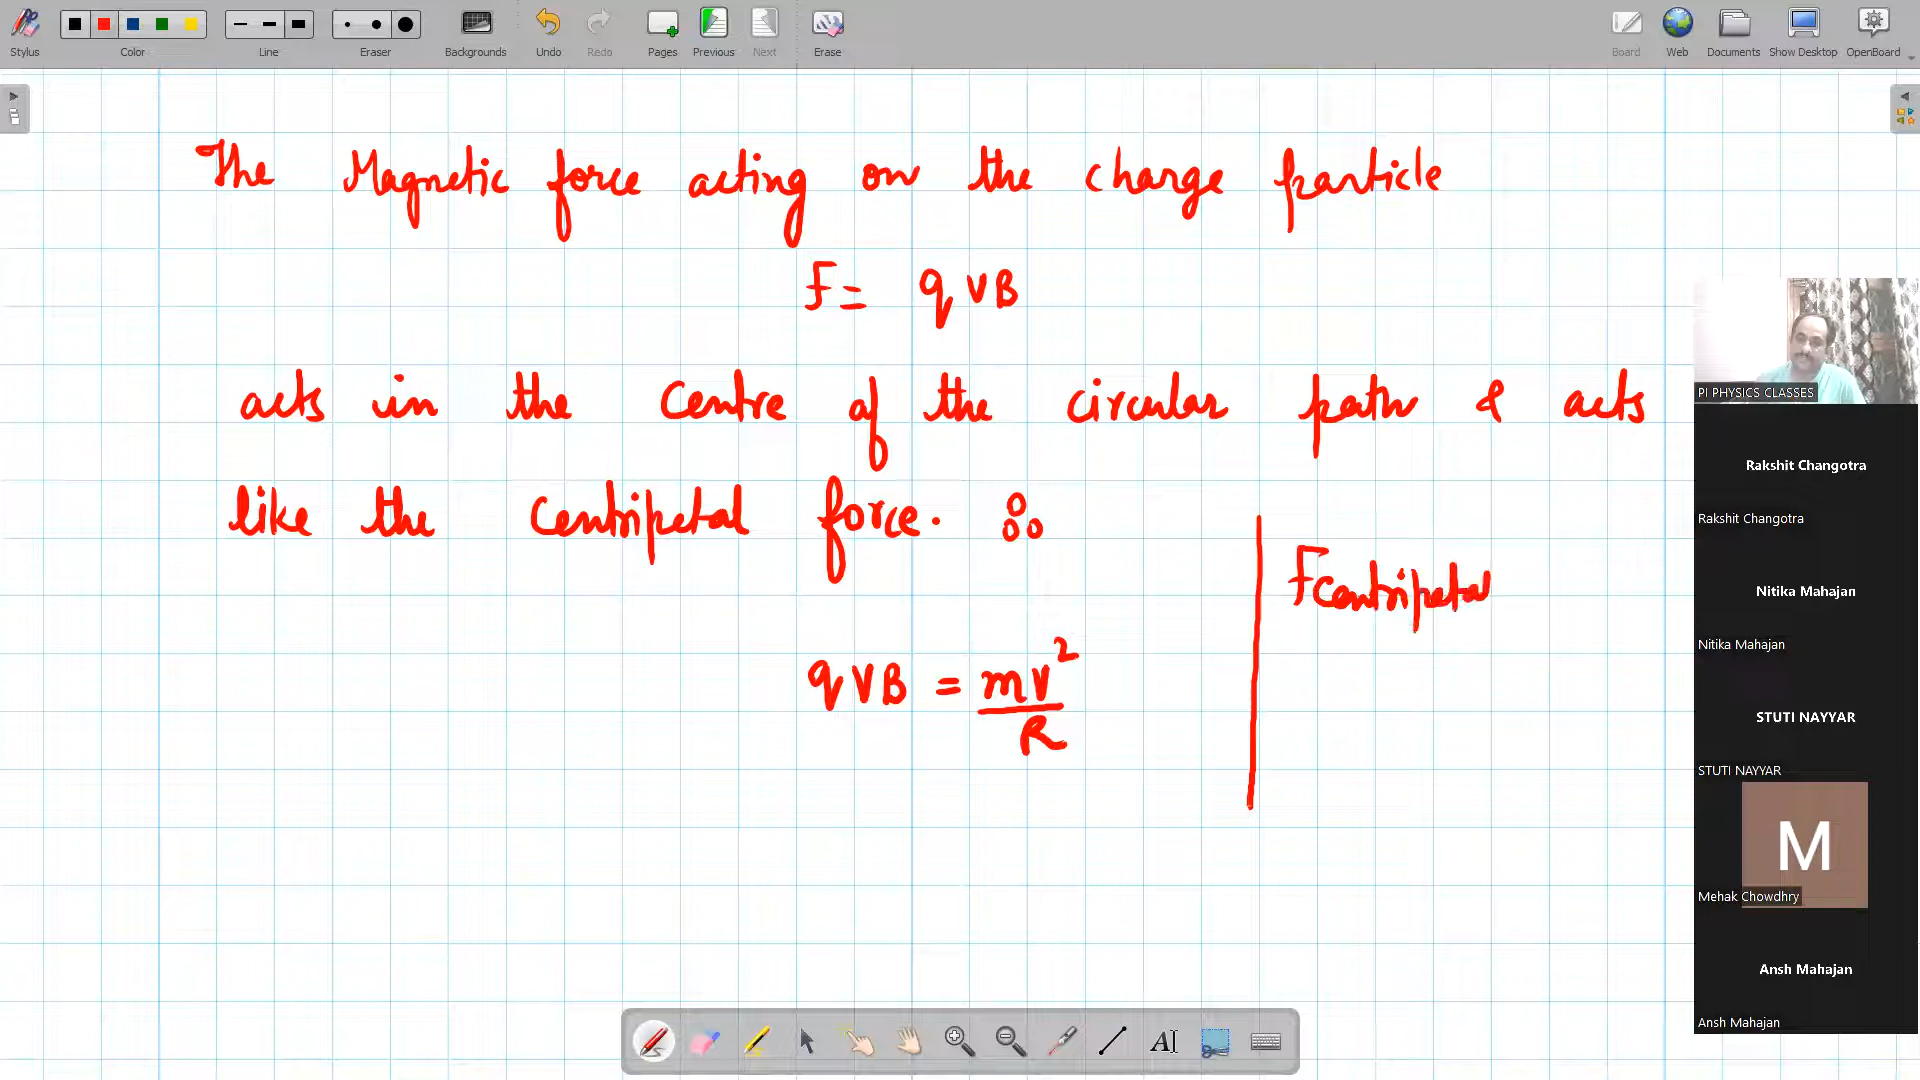 Stylus
Color
Line
Eraser
Backgrounds
Undo
Redo
Pages
Previous
Next
Erase
Board
Web
Documents
Show Desktop
OpenBoard
The Magnetic force acting on the charge particle
F = qVB
acts in the centre of the circular path & acts
like the centripetal force. ∴
Fcentripetal
qVB = mv²/R
PI PHYSICS CLASSES
Rakshit Changotra
Rakshit Changotra
Nitika Mahajan
Nitika Mahajan
STUTI NAYYAR
STUTI NAYYAR
M
Mehak Chowdhry
Ansh Mahajan
Ansh Mahajan
AI